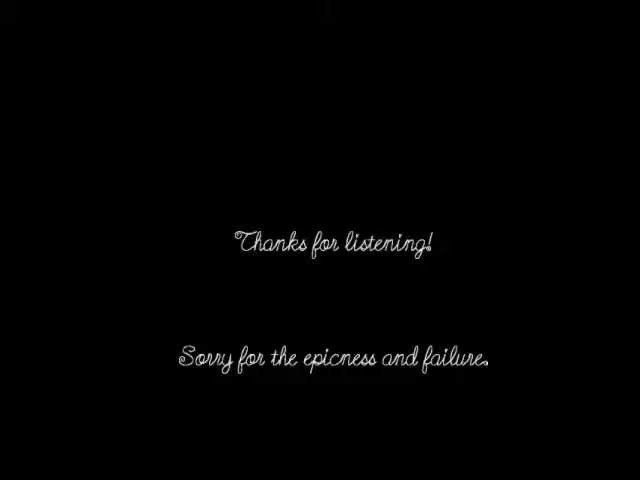 Thanks for listening!
Sorry for the epicness and failure.